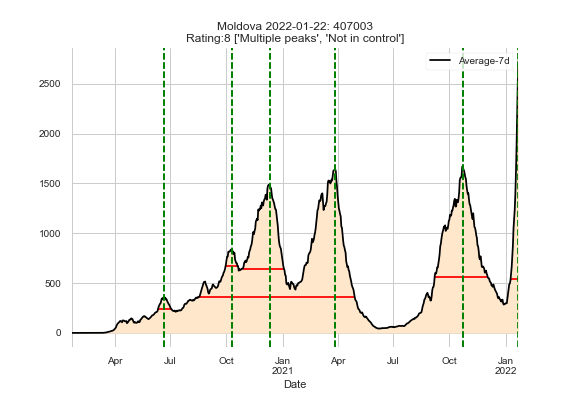 Moldova 2022-01-22: 407003
Rating:8 ['Multiple peaks', 'Not in control']
Average-7d
2500
2000
1500
1000
500
0
Apr Jul Oct Jan Apr Jul Oct Jan
2021 2022
Date